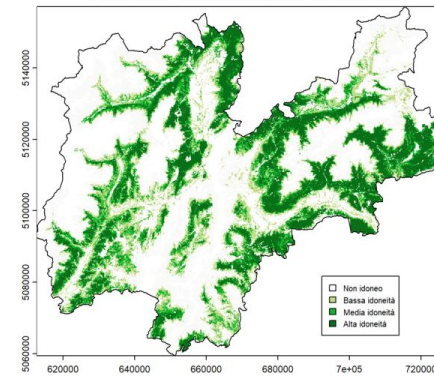 5140000
5120000
5100000
5080000
5060000
Non idoneo
Bassa idoneità
Media idoneità
Alta idoneità
620000 640000 660000 680000 7e+05 720000